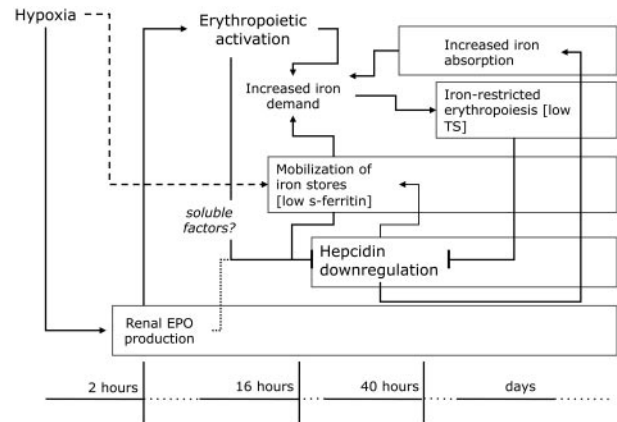 Hypoxia
Erythropoietic
activation
Increased iron
absorption
Increased iron
demand
Iron-restricted
erythropoiesis [low
TS]
Mobilization of
iron stores
[low s-ferritin]
soluble
factors?
Hepcidin
downregulation
Renal EPO
production
2 hours
16 hours
40 hours
days